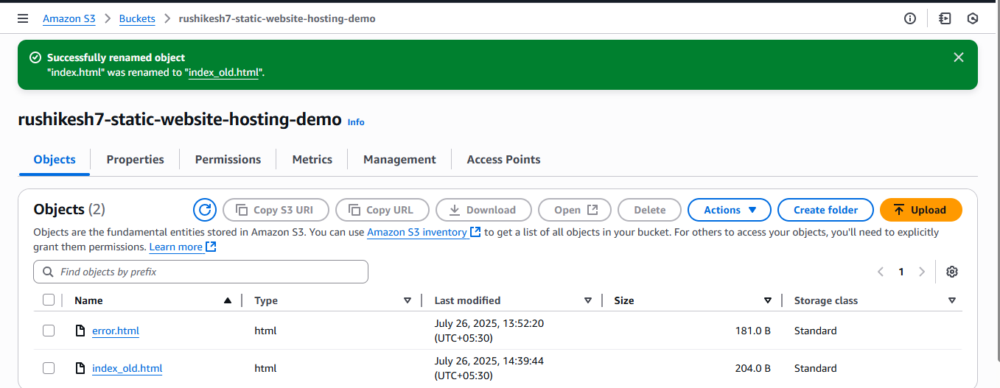 Amazon S3 > Buckets > rushikesh7-static-website-hosting-demo
Successfully renamed object
"index.html" was renamed to "index_old.html".
rushikesh7-static-website-hosting-demo Info
Objects Properties Permissions Metrics Management Access Points
Objects (2) Copy S3 URI Copy URL Download Open Delete Actions Create folder Upload
Objects are the fundamental entities stored in Amazon S3. You can use Amazon S3 inventory to get a list of all objects in your bucket. For others to access your objects, you'll need to explicitly
grant them permissions. Learn more
Find objects by prefix
1
Name Type Last modified Size Storage class
error.html html July 26, 2025, 13:52:20 (UTC+05:30) 181.0 B Standard
index_old.html html July 26, 2025, 14:39:44 (UTC+05:30) 204.0 B Standard